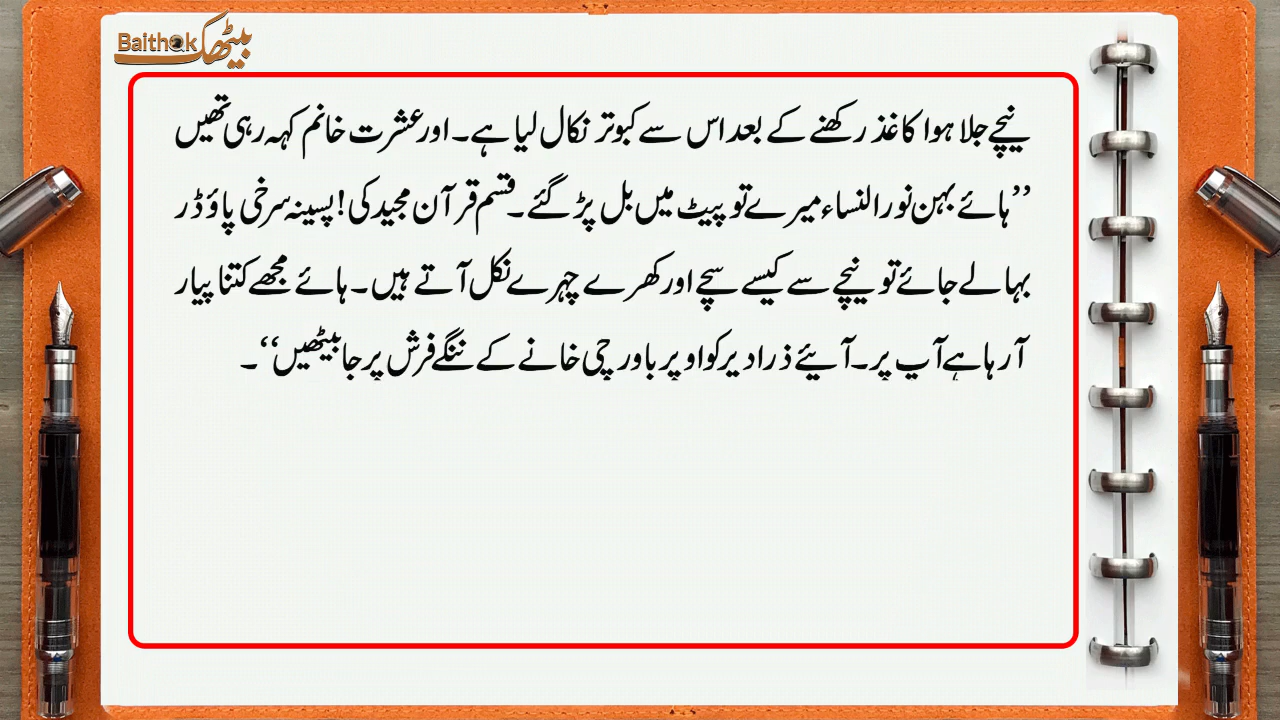 Baithak بیٹھک
نیچے جلا ہوا کاغذ رکھنے کے بعد اس سے کبوتر نکال لیا ہے۔ اور عشرت خانم کہہ رہی تھیں
’’ہائے بہن نورالنساء میرے تو پیٹ میں بل پڑ گئے۔ قسم قرآن مجید کی! پسینہ سرخی پاؤڈر
بہا لے جائے تو نیچے سے کیسے سچے اور کھرے چہرے نکل آتے ہیں۔ ہائے مجھے کتنا پیار
آ رہا ہے آپ پر۔ آیئے ذرا دیر کو اوپر باورچی خانے کے ننگے فرش پر جا بیٹھیں‘‘۔